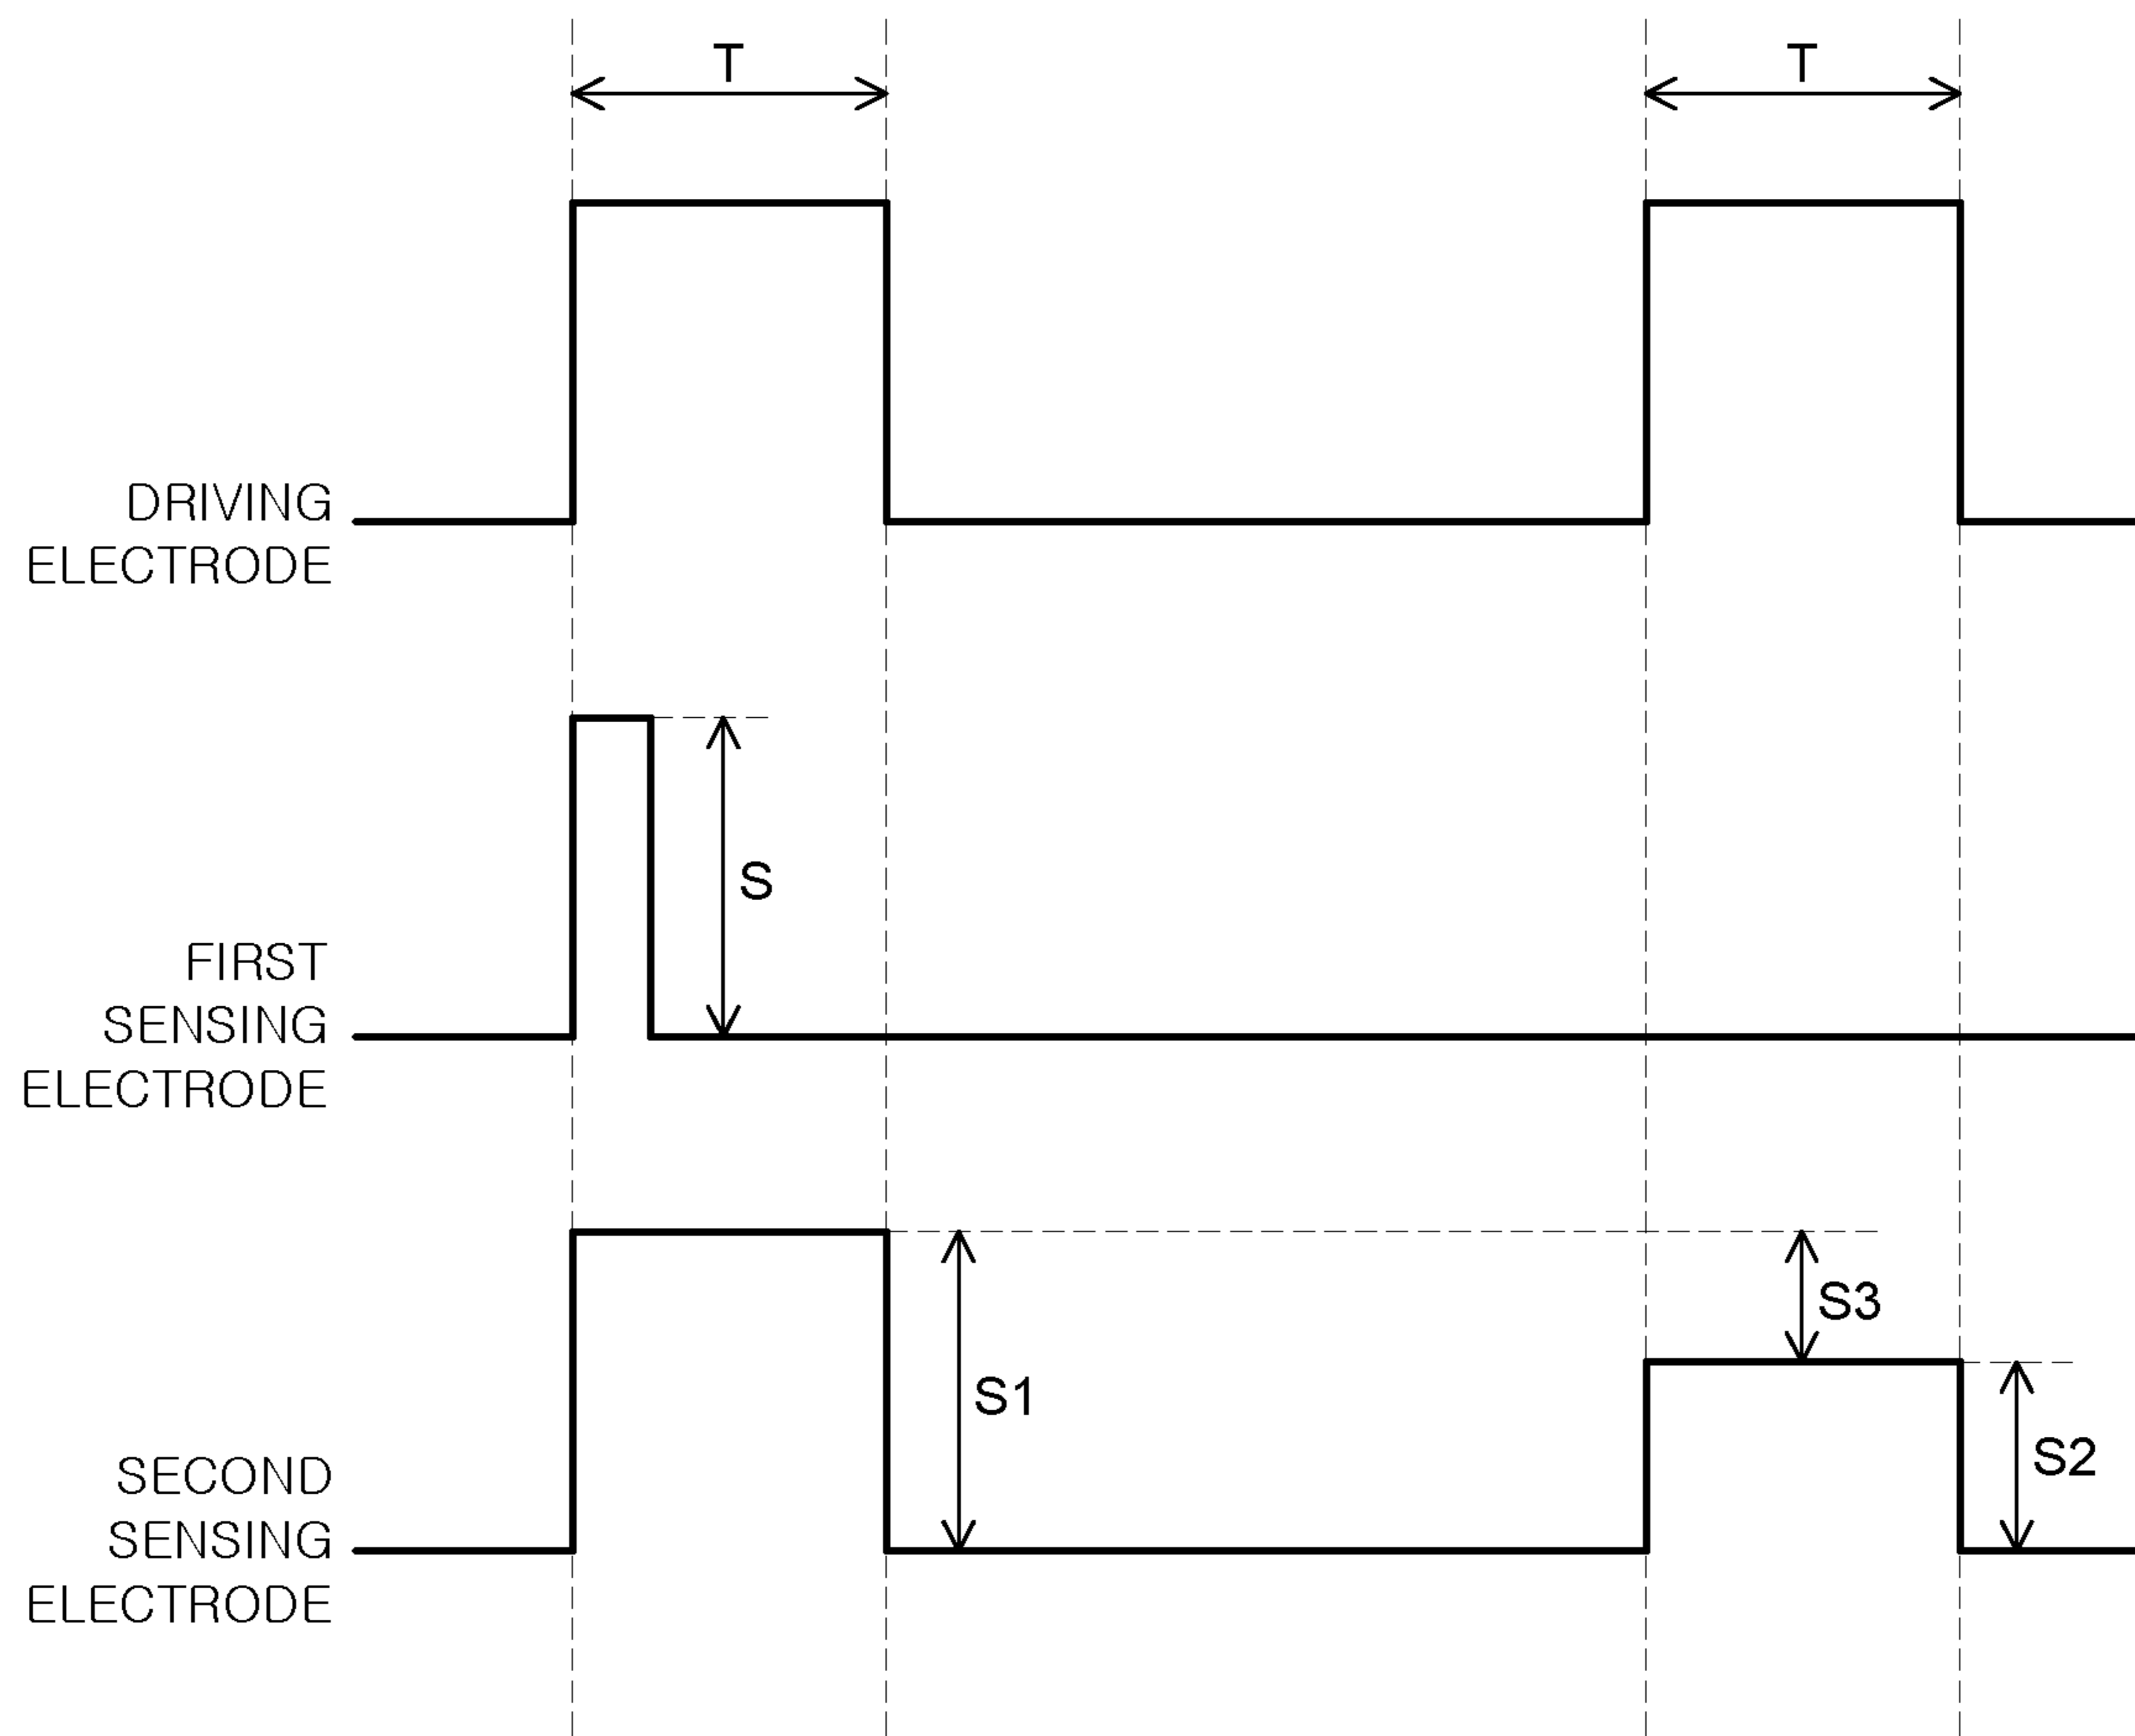 T
T
DRIVING
ELECTRODE
S
FIRST
SENSING
ELECTRODE
S3
S1
S2
SECOND
SENSING
ELECTRODE